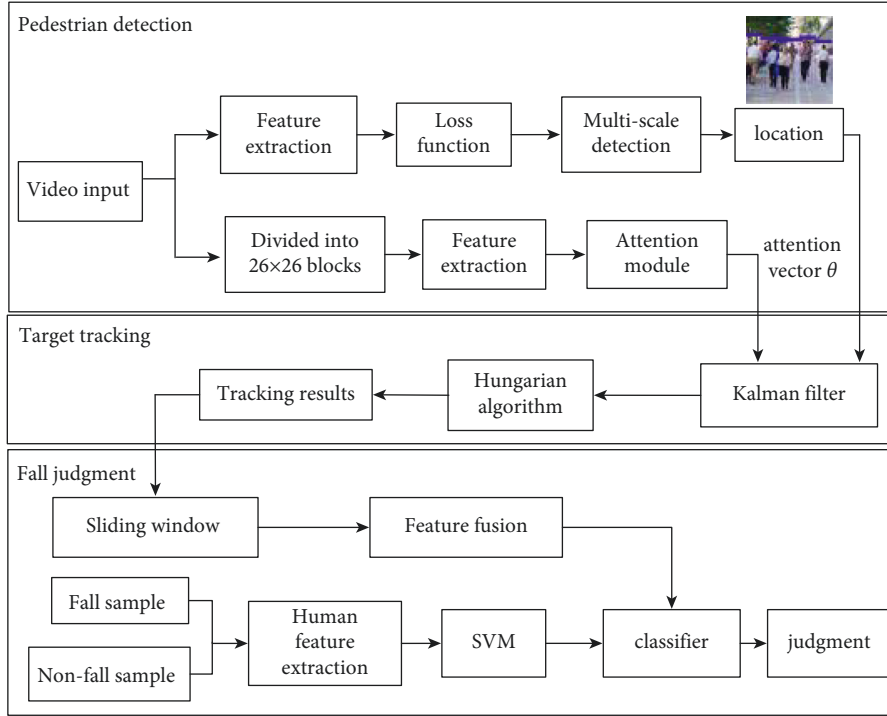 Pedestrian detection
Feature
extraction
Loss
function
Multi-scale
detection
location
Video input
Divided into
26×26 blocks
Feature
extraction
Attention
module
attention
vector θ
Target tracking
Tracking results
Hungarian
algorithm
Kalman filter
Fall judgment
Sliding window
Feature fusion
Fall sample
Non-fall sample
Human
feature
extraction
SVM
classifier
judgment